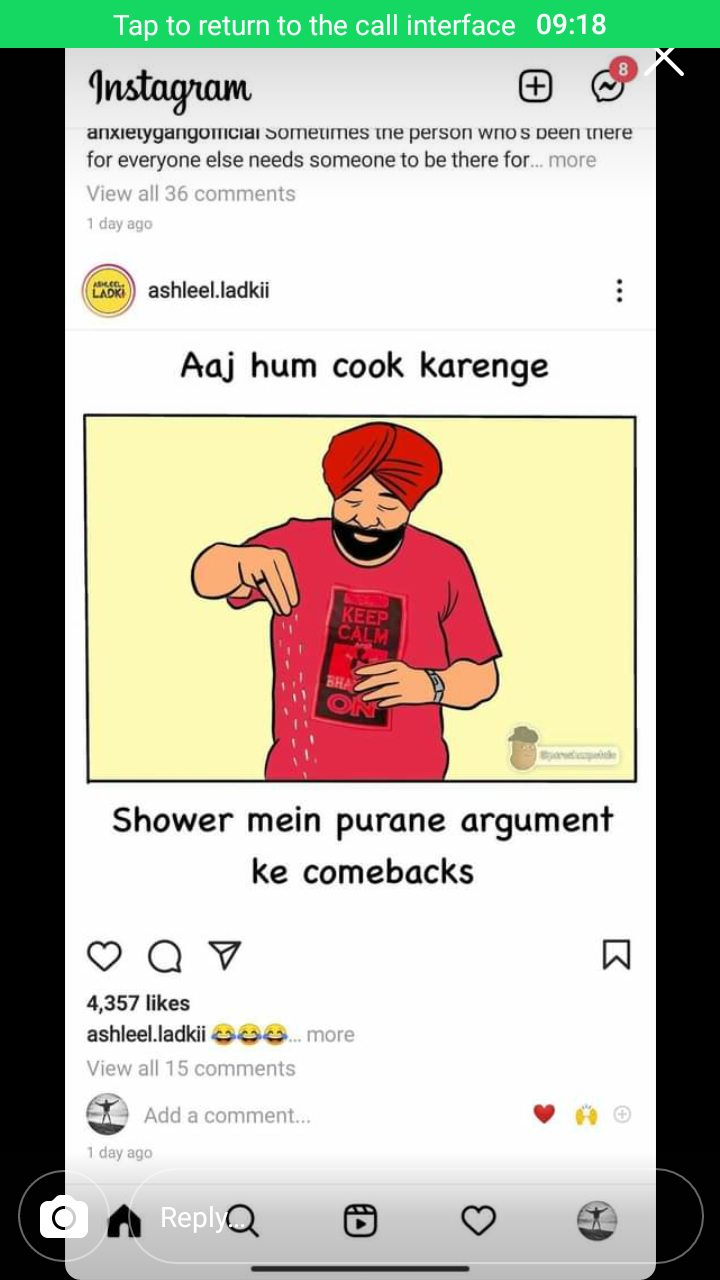 Tap to return to the call interface 09:18
Instagram
8
anxietygangofficial Sometimes the person who's been there
for everyone else needs someone to be there for... more
View all 36 comments
1 day ago
ASHLEEL
LADKI
ashleel.ladkii
Aaj hum cook karenge
KEEP
CALM
AND
BHA
ON
Shower mein purane argument
ke comebacks
4,357 likes
ashleel.ladkii 😂😂😂... more
View all 15 comments
Add a comment...
1 day ago
Reply...